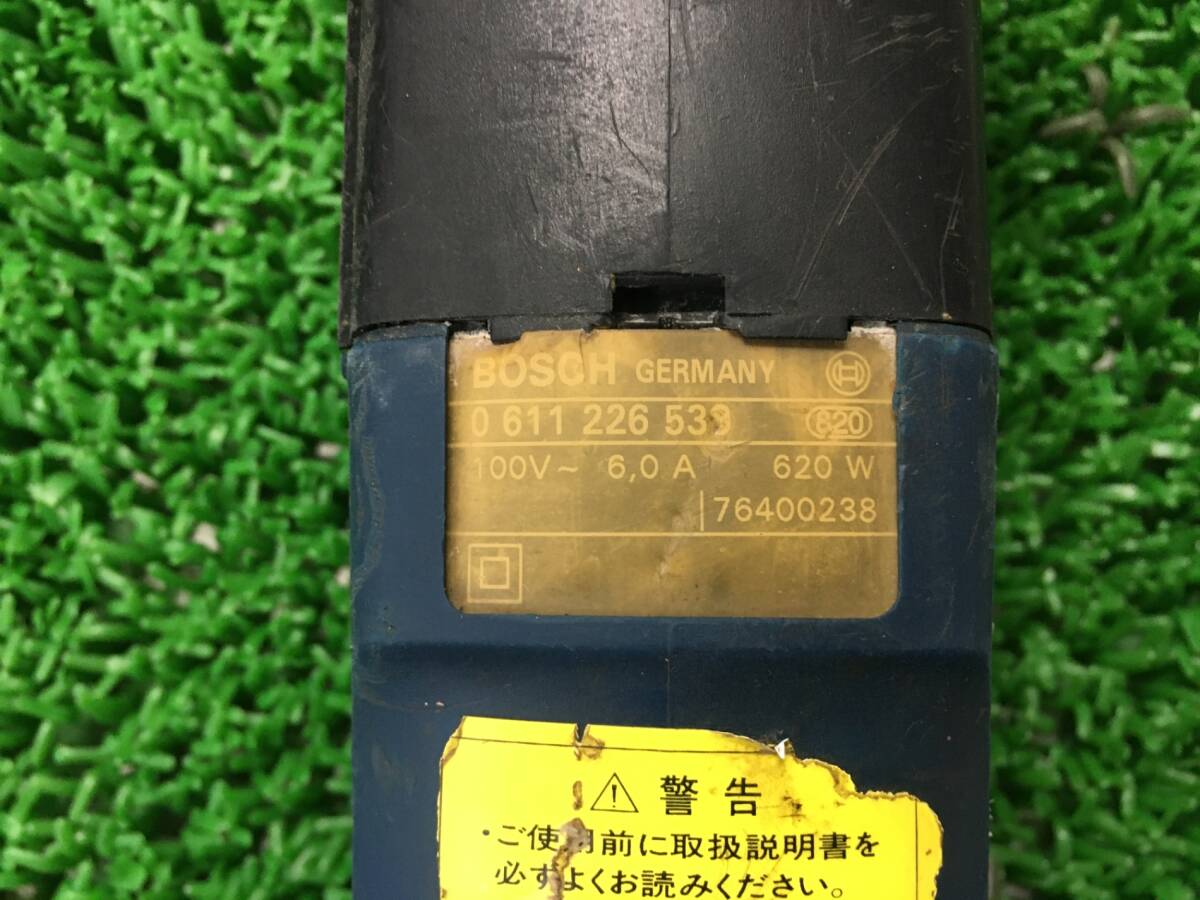 BOSCH GERMANY
0 611 226 533 620
100V~ 6,0 A 620 W
76400238
警告
・ご使用前に取扱説明書を
必ずよくお読みください。